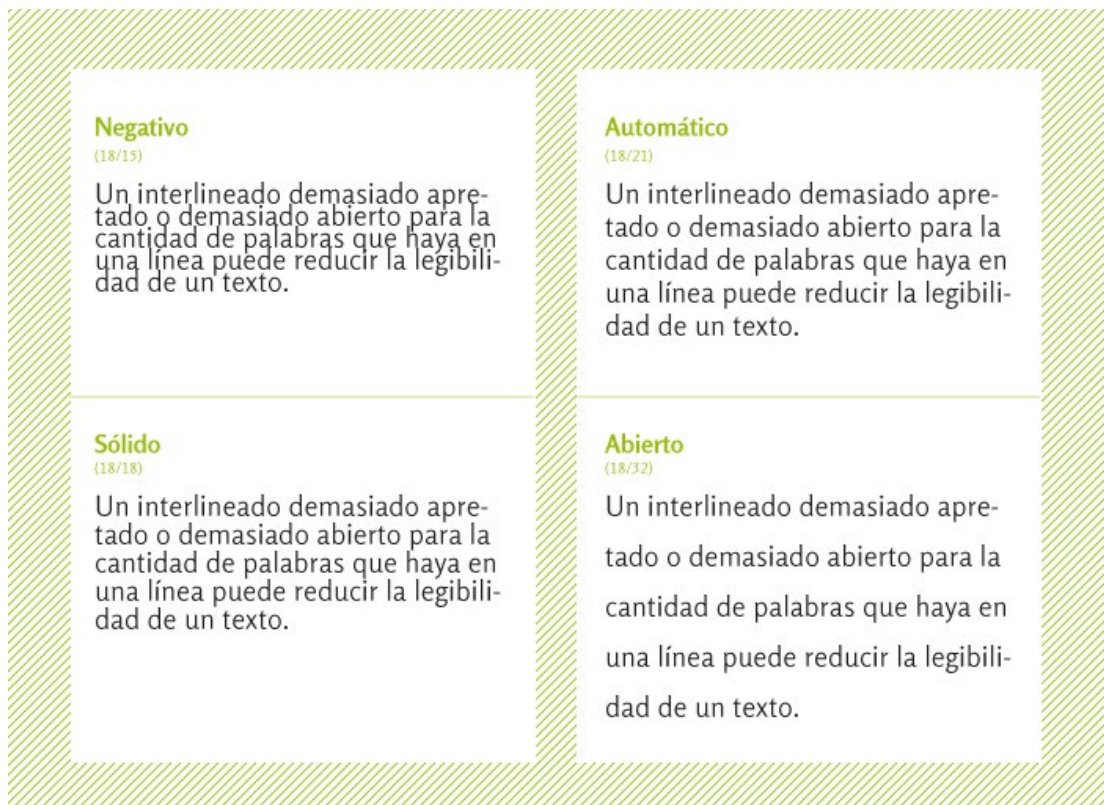 Negativo
(18/15)
Un interlineado demasiado apre-
tado o demasiado abierto para la
cantidad de palabras que haya en
una línea puede reducir la legibili-
dad de un texto.
Automático
(18/21)
Un interlineado demasiado apre-
tado o demasiado abierto para la
cantidad de palabras que haya en
una línea puede reducir la legibili-
dad de un texto.
Sólido
(18/18)
Un interlineado demasiado apre-
tado o demasiado abierto para la
cantidad de palabras que haya en
una línea puede reducir la legibili-
dad de un texto.
Abierto
(18/32)
Un interlineado demasiado apre-
tado o demasiado abierto para la
cantidad de palabras que haya en
una línea puede reducir la legibili-
dad de un texto.